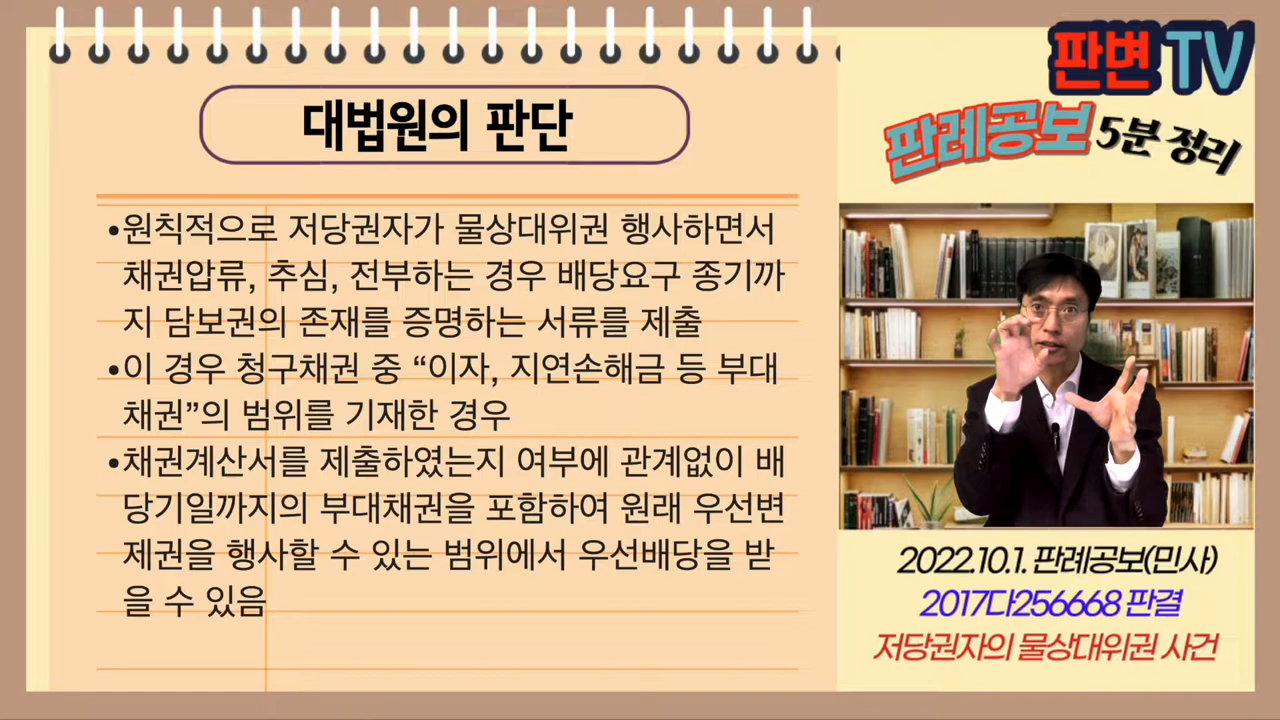 대법원의 판단
•원칙적으로 저당권자가 물상대위권 행사하면서
채권압류, 추심, 전부하는 경우 배당요구 종기까
지 담보권의 존재를 증명하는 서류를 제출
•이 경우 청구채권 중 “이자, 지연손해금 등 부대
채권”의 범위를 기재한 경우
•채권계산서를 제출하였는지 여부에 관계없이 배
당기일까지의 부대채권을 포함하여 원래 우선변
제권을 행사할 수 있는 범위에서 우선배당을 받
을 수 있음
판변 TV
판례공보 5분 정리
2022.10.1. 판례공보(민사)
2017다256668 판결
저당권자의 물상대위권 사건